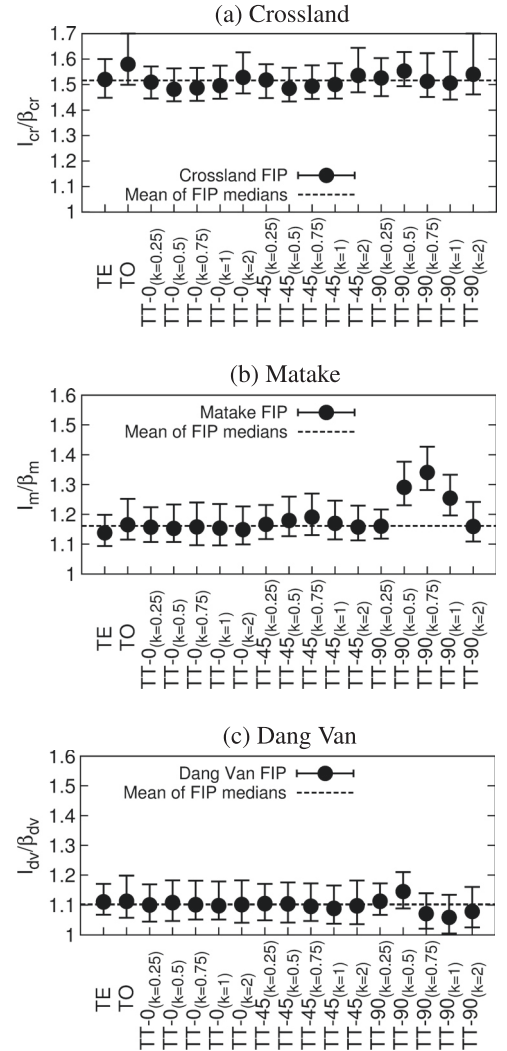 (a) Crossland
1.7
1.6
1.5
1.4
1.3
1.2
1.1
1
I_cr/β_cr
Crossland FIP
Mean of FIP medians
TE
TO
TT-0(k=0.25)
TT-0(k=0.5)
TT-0(k=0.75)
TT-0(k=1)
TT-0(k=2)
TT-45(k=0.25)
TT-45(k=0.5)
TT-45(k=0.75)
TT-45(k=1)
TT-45(k=2)
TT-90(k=0.25)
TT-90(k=0.5)
TT-90(k=0.75)
TT-90(k=1)
TT-90(k=2)
(b) Matake
1.6
1.5
1.4
1.3
1.2
1.1
1
I_m/β_m
Matake FIP
Mean of FIP medians
TE
TO
TT-0(k=0.25)
TT-0(k=0.5)
TT-0(k=0.75)
TT-0(k=1)
TT-0(k=2)
TT-45(k=0.25)
TT-45(k=0.5)
TT-45(k=0.75)
TT-45(k=1)
TT-45(k=2)
TT-90(k=0.25)
TT-90(k=0.5)
TT-90(k=0.75)
TT-90(k=1)
TT-90(k=2)
(c) Dang Van
1.6
1.5
1.4
1.3
1.2
1.1
1
I_dv/β_dv
Dang Van FIP
Mean of FIP medians
TE
TO
TT-0(k=0.25)
TT-0(k=0.5)
TT-0(k=0.75)
TT-0(k=1)
TT-0(k=2)
TT-45(k=0.25)
TT-45(k=0.5)
TT-45(k=0.75)
TT-45(k=1)
TT-45(k=2)
TT-90(k=0.25)
TT-90(k=0.5)
TT-90(k=0.75)
TT-90(k=1)
TT-90(k=2)